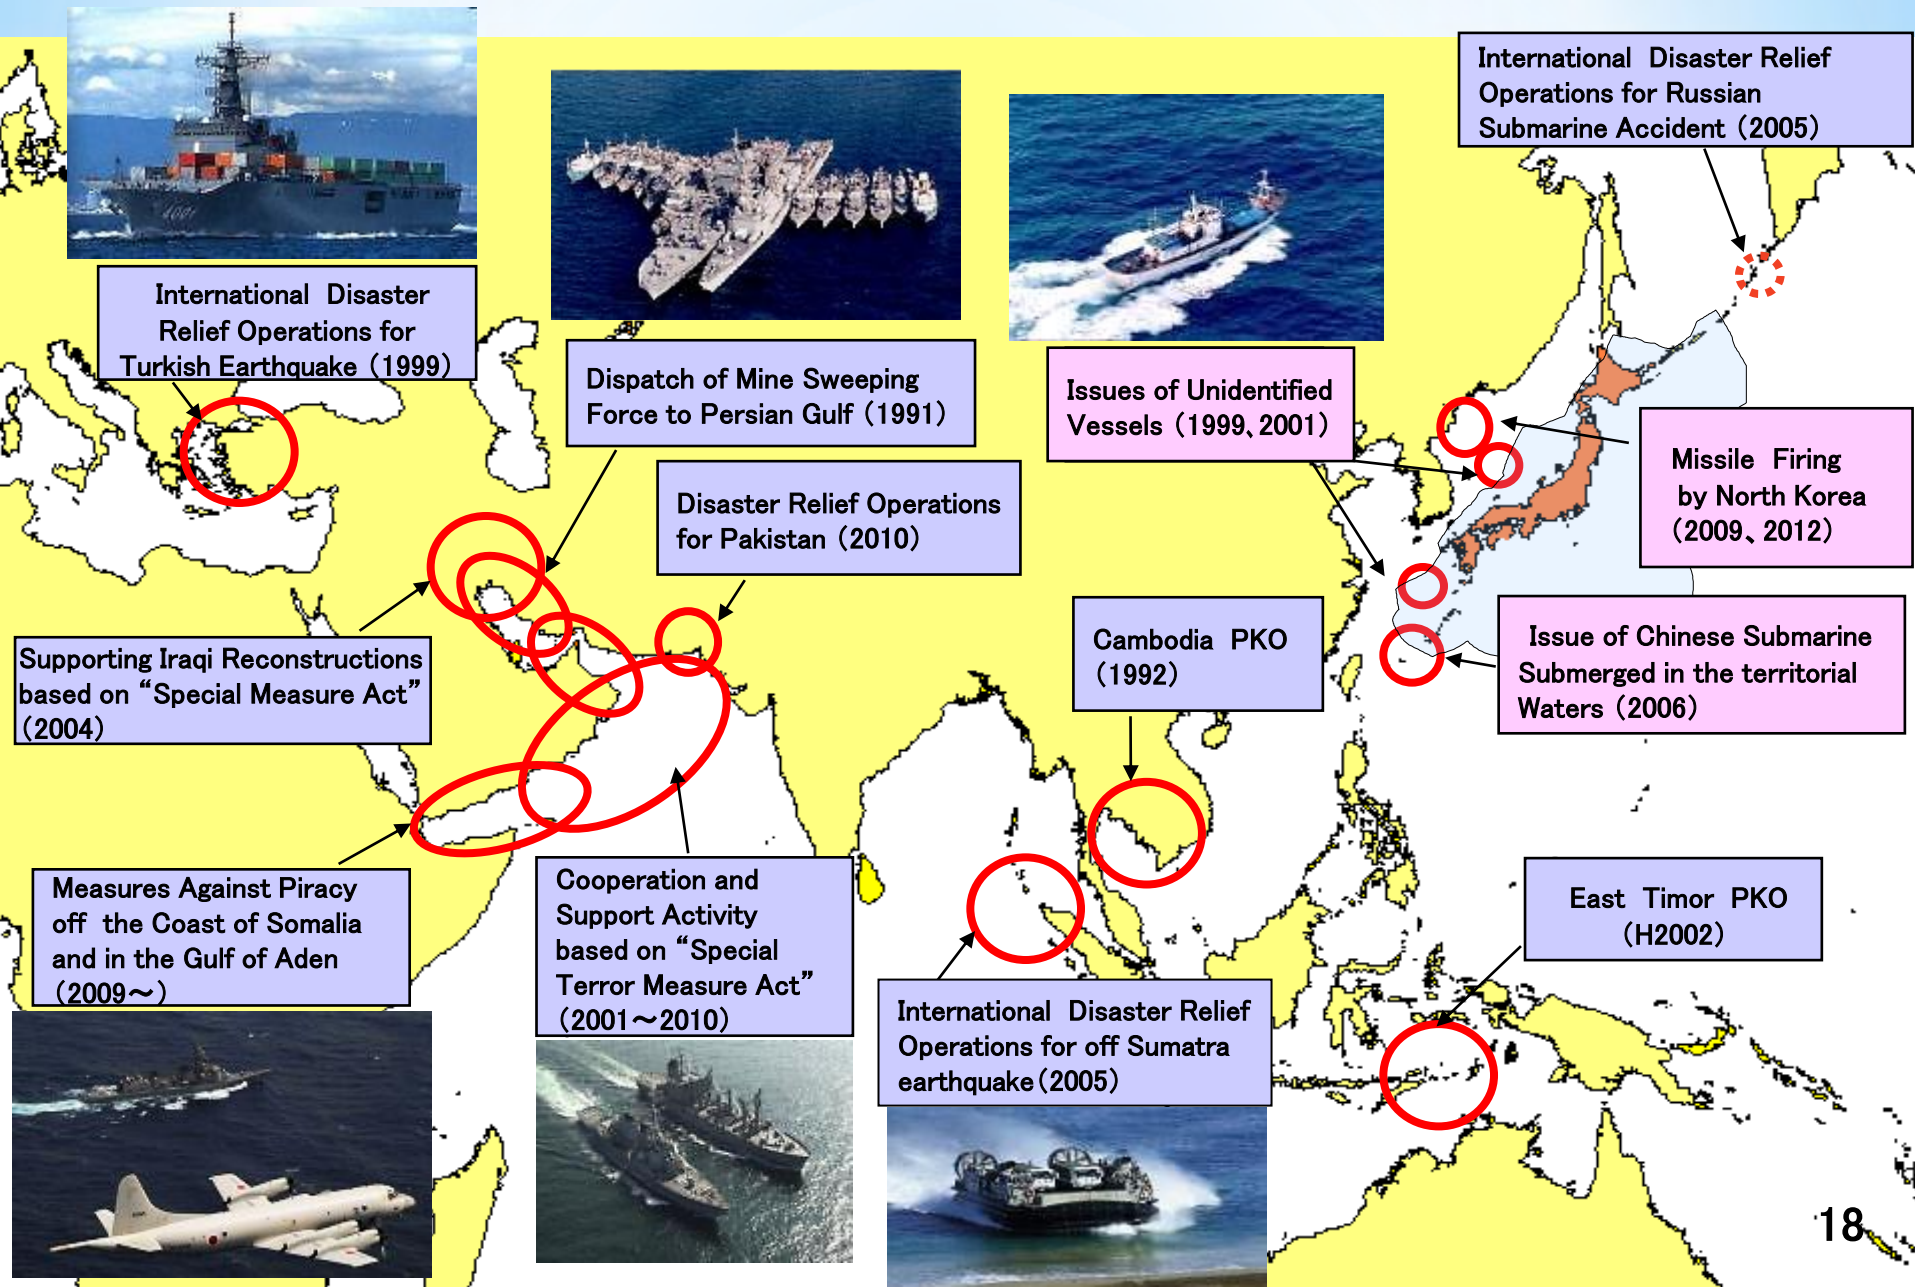 International Disaster Relief
Operations for Russian
Submarine Accident (2005)
International Disaster
Relief Operations for
Turkish Earthquake (1999)
Dispatch of Mine Sweeping
Force to Persian Gulf (1991)
Issues of Unidentified
Vessels (1999、2001)
Missile Firing
by North Korea
(2009、2012)
Disaster Relief Operations
for Pakistan (2010)
Supporting Iraqi Reconstructions
based on “Special Measure Act”
(2004)
Cambodia PKO
(1992)
Issue of Chinese Submarine
Submerged in the territorial
Waters (2006)
Measures Against Piracy
off the Coast of Somalia
and in the Gulf of Aden
(2009～)
Cooperation and
Support Activity
based on “Special
Terror Measure Act”
(2001～2010)
East Timor PKO
(H2002)
International Disaster Relief
Operations for off Sumatra
earthquake(2005)
18